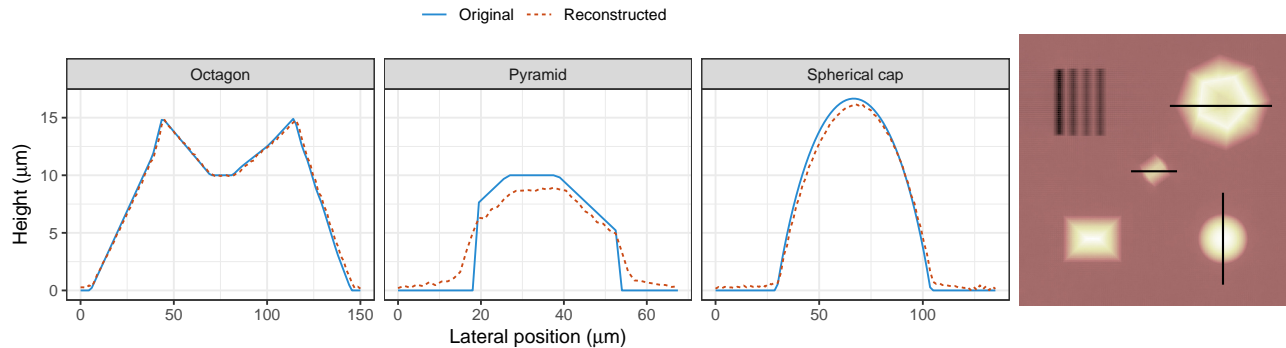 Original Reconstructed
Octagon Pyramid Spherical cap
15
10
5
0
Height (μm)
0 50 100 150 0 20 40 60 0 50 100
Lateral position (μm)